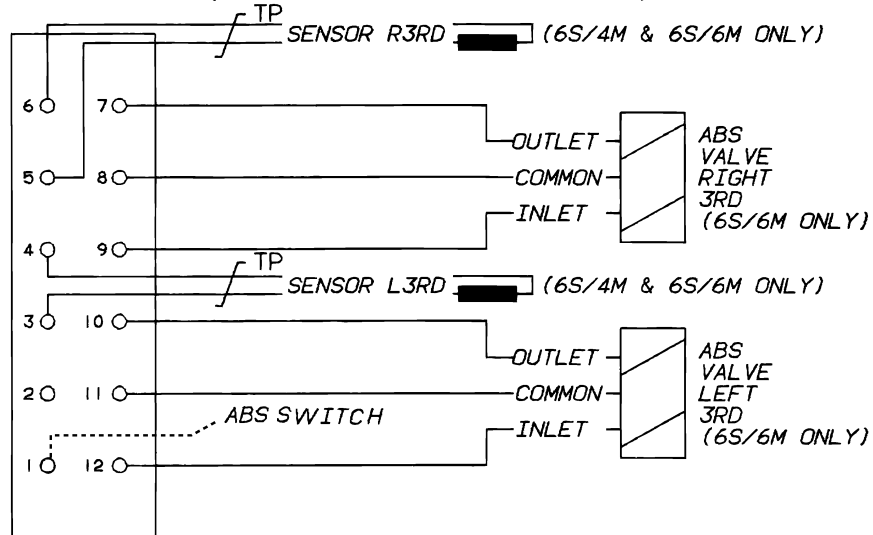 TP
SENSOR R3RD (6S/4M & 6S/6M ONLY)
6 7
OUTLET
ABS
VALVE
RIGHT
3RD
(6S/6M ONLY)
5 8
COMMON
INLET
4 9
TP
SENSOR L3RD (6S/4M & 6S/6M ONLY)
3 10
OUTLET
ABS
VALVE
LEFT
3RD
(6S/6M ONLY)
2 11
COMMON
ABS SWITCH
INLET
1 12